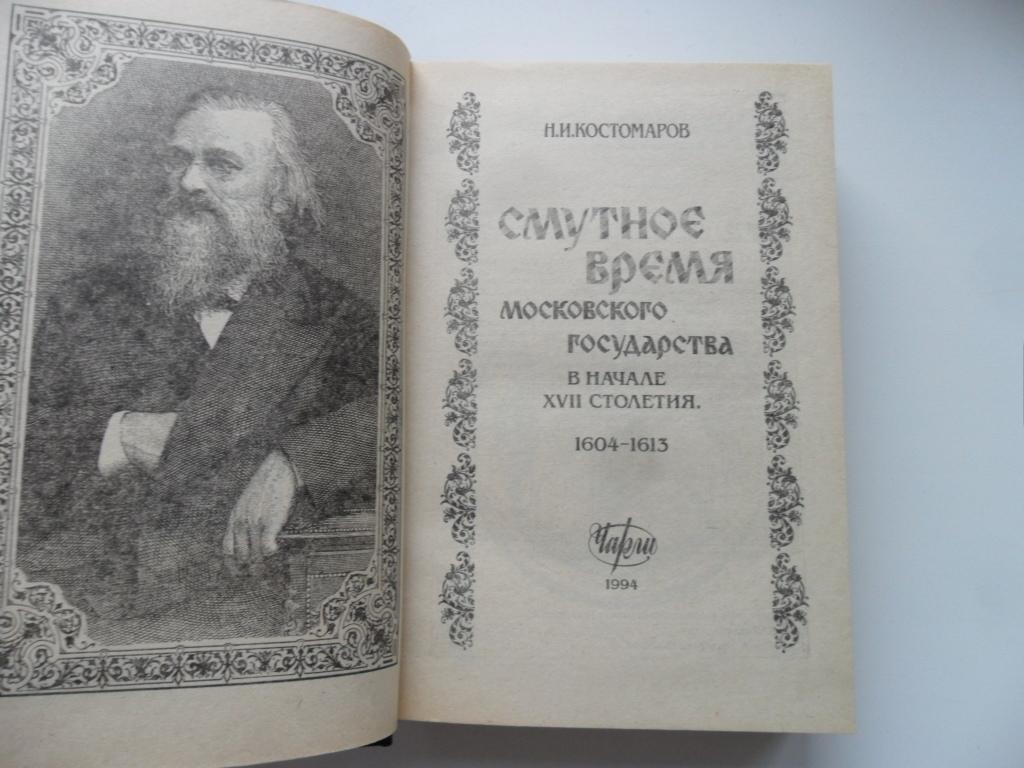 Н.И.КОСТОМАРОВ
СМУТНОЕ
ВРЕМЯ
МОСКОВСКОГО
ГОСУДАРСТВА
В НАЧАЛЕ
XVII СТОЛЕТИЯ.
1604–1613
Чарли
1994